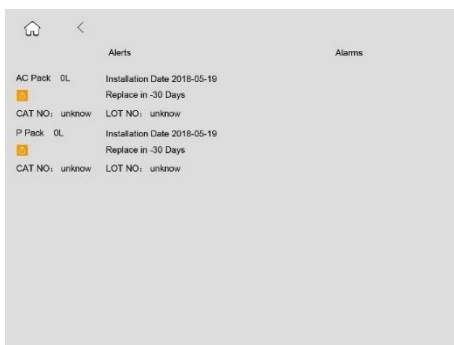 Alerts Alarms
AC Pack 0L Installation Date 2018-05-19
Replace in -30 Days
CAT NO: unknow LOT NO: unknow
P Pack 0L Installation Date 2018-05-19
Replace in -30 Days
CAT NO: unknow LOT NO: unknow